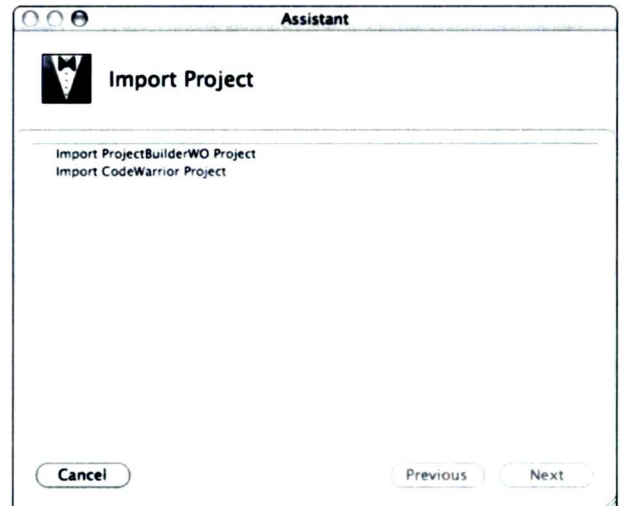 Assistant
Import Project
Import ProjectBuilderWO Project
Import CodeWarrior Project
Cancel Previous Next